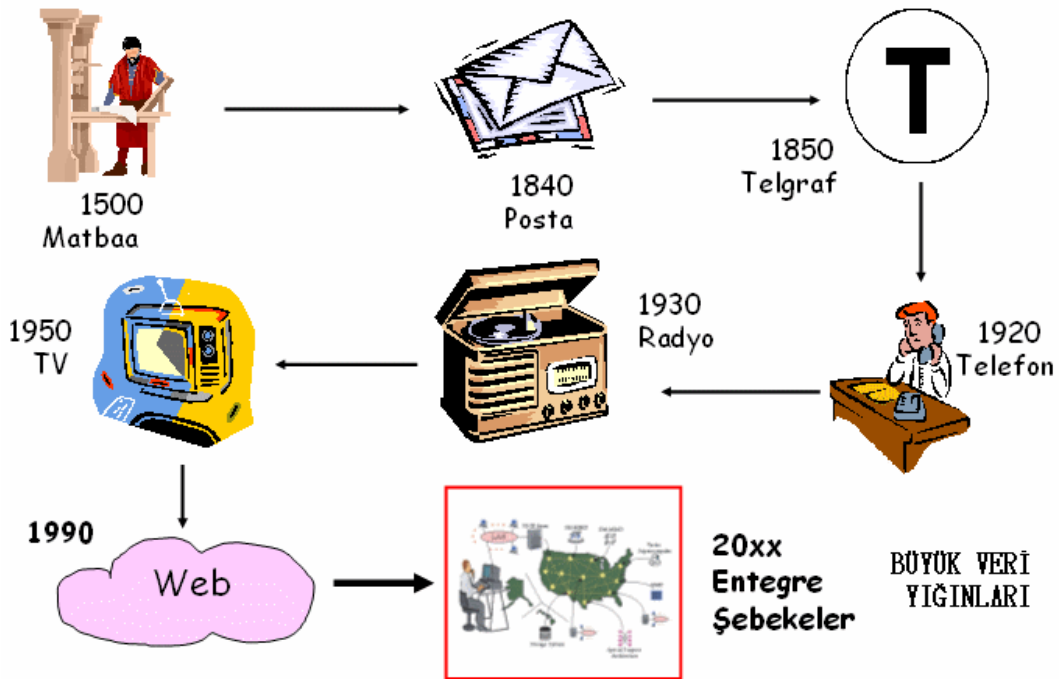 T
1500
Matbaa
1840
Posta
1850
Telgraf
1920
Telefon
1930
Radyo
1950
TV
1990
Web
20xx
Entegre
Şebekeler
BÜYÜK VERİ
YIĞINLARI